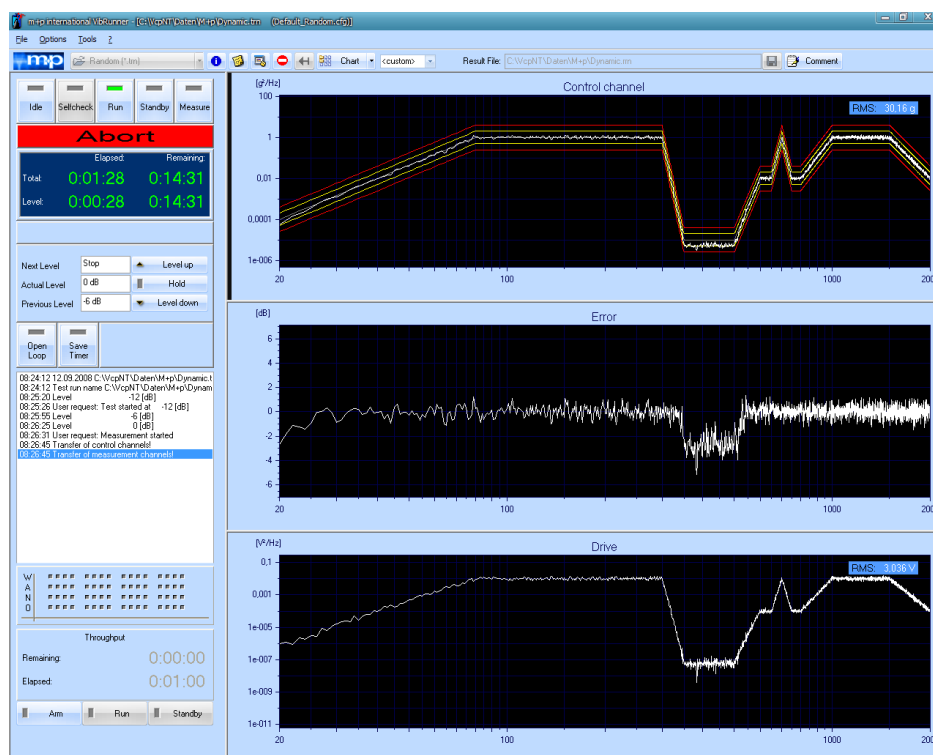 m+p international VibRunner - [C:\VcpNT\Daten\M+p\Dynamic.trn (Default_Random.cfg)]
File Options Tools ?
mp Random (*.trn) Chart <custom> Result File: C:\VcpNT\Daten\M+p\Dynamic.rrn Comment
Idle Selfcheck Run Standby Measure
Abort
Elapsed: Remaining:
Total: 0:01:28 0:14:31
Level: 0:00:28 0:14:31
Next Level Stop Level up
Actual Level 0 dB Hold
Previous Level -6 dB Level down
Open Loop
Save Timer
08:24:12 12.09.2008 C:\VcpNT\Daten\M+p\Dynamic.t
08:24:12 Test run name C:\VcpNT\Daten\M+p\Dynam
08:25:20 Level -12 [dB]
08:25:26 User request: Test started at -12 [dB]
08:25:55 Level -6 [dB]
08:26:25 Level 0 [dB]
08:26:31 User request: Measurement started
08:26:45 Transfer of control channels!
08:26:45 Transfer of measurement channels!
W
A
N
O
Throughput
Remaining: 0:00:00
Elapsed: 0:01:00
Arm Run Standby
[g²/Hz] Control channel
RMS: 30,16 g
100
1
0,01
0,0001
1e-006
20 100 1000 200
[dB] Error
6
4
2
0
-2
-4
-6
20 100 1000 200
[V²/Hz] Drive
RMS: 3,036 V
0,1
0,001
1e-005
1e-007
1e-009
1e-011
20 100 1000 200